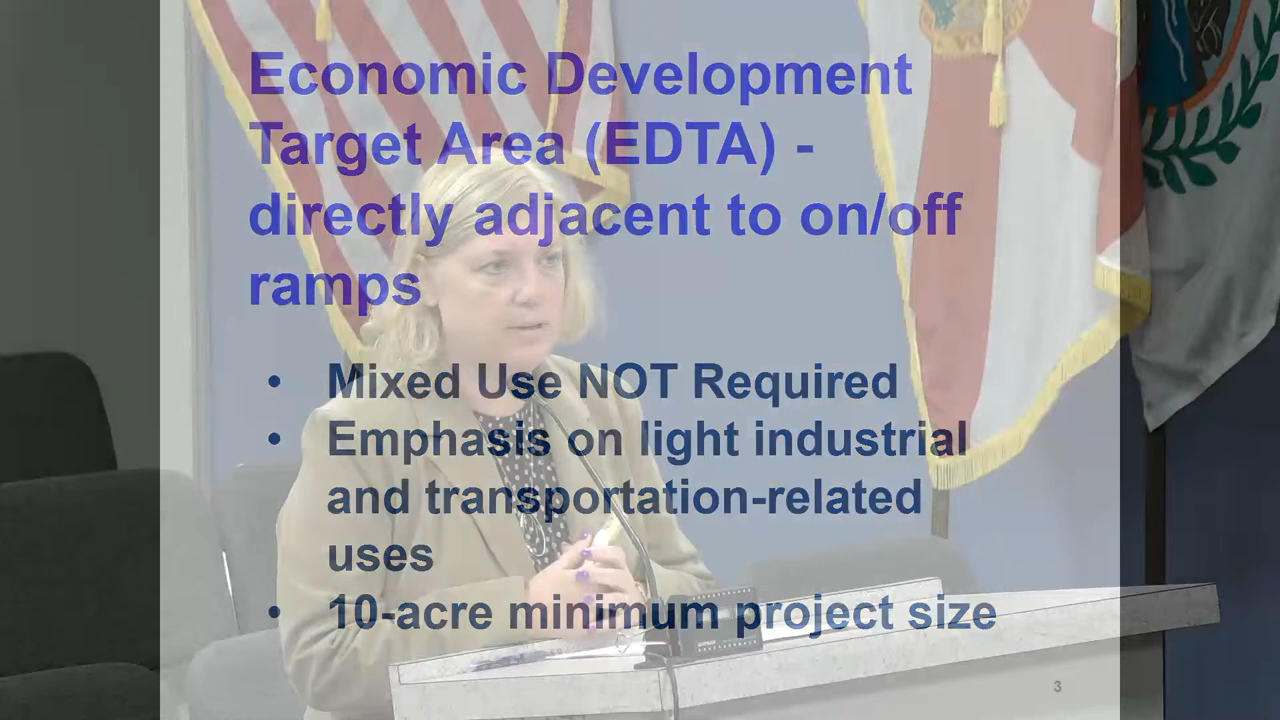 Economic Development
Target Area (EDTA) -
directly adjacent to on/off
ramps
• Mixed Use NOT Required
• Emphasis on light industrial
and transportation-related
uses
• 10-acre minimum project size
3